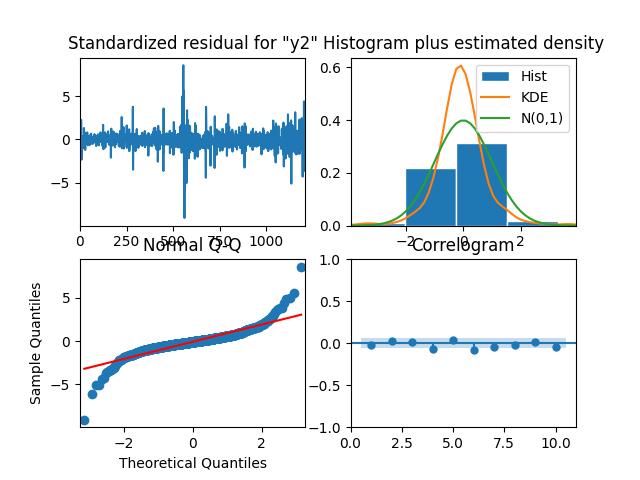 Standardized residual for "y2" Histogram plus estimated density
5
0
−5
0 250 500 750 1000
0.6
0.4
0.2
0.0
−2 0 2
Hist
KDE
N(0,1)
Normal Q-Q
Sample Quantiles
5
0
−5
−2 0 2
Theoretical Quantiles
Correlogram
1.0
0.5
0.0
−0.5
−1.0
0.0 2.5 5.0 7.5 10.0